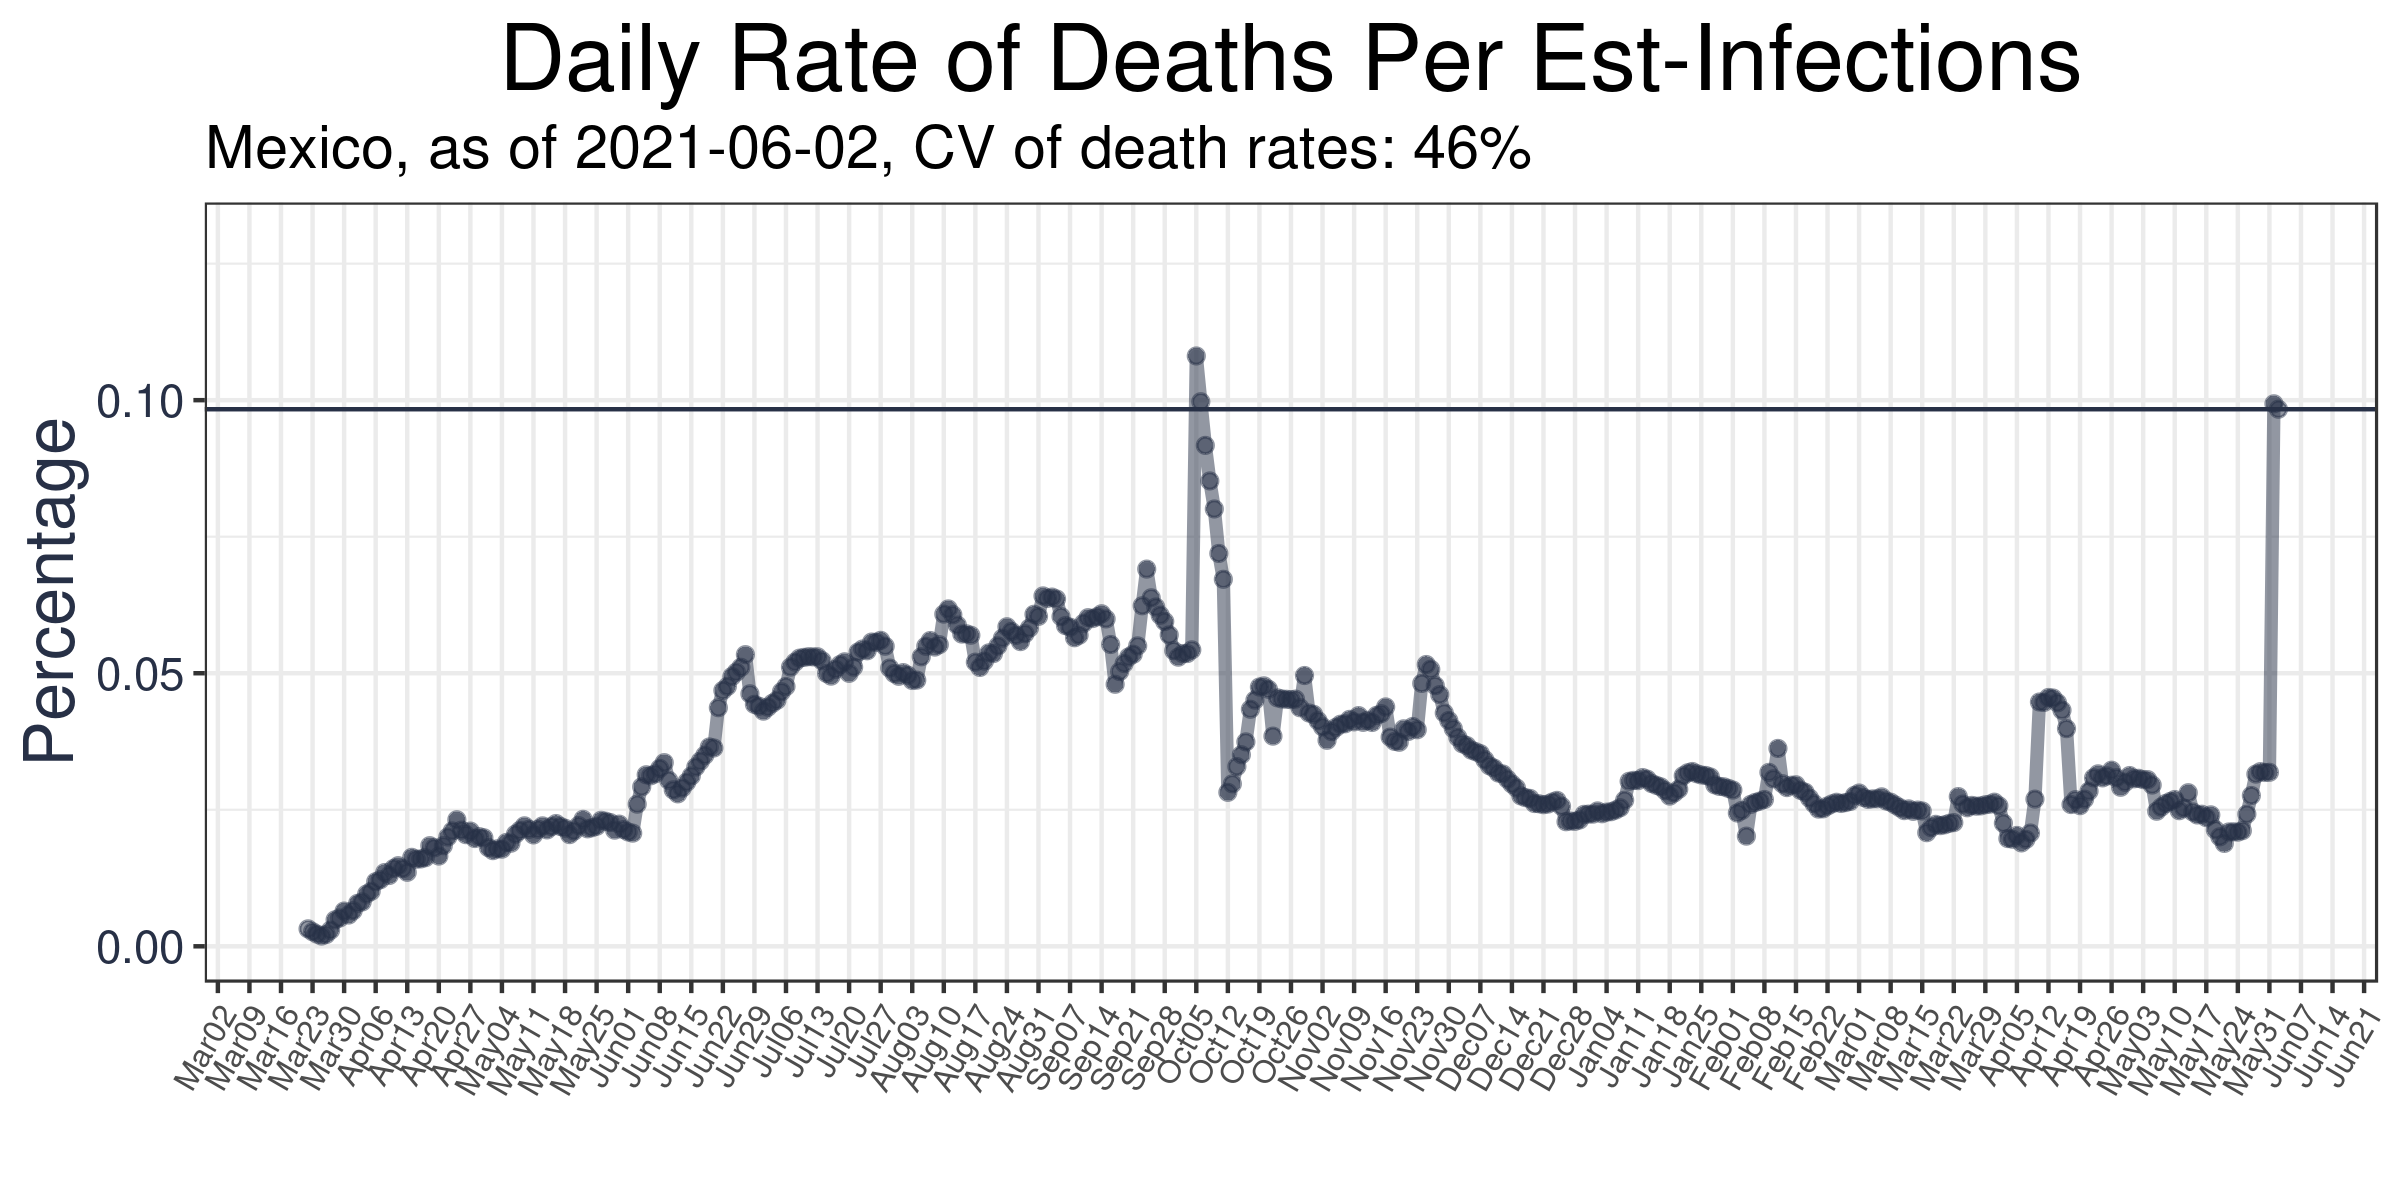 Daily Rate of Deaths Per Est-Infections
Mexico, as of 2021-06-02, CV of death rates: 46%
Percentage
0.10
0.05
0.00
Mar02
Mar09
Mar16
Mar23
Mar30
Apr06
Apr13
Apr20
Apr27
May04
May11
May18
May25
Jun01
Jun08
Jun15
Jun22
Jun29
Jul06
Jul13
Jul20
Jul27
Aug03
Aug10
Aug17
Aug24
Aug31
Sep07
Sep14
Sep21
Sep28
Oct05
Oct12
Oct19
Oct26
Nov02
Nov09
Nov16
Nov23
Nov30
Dec07
Dec14
Dec21
Dec28
Jan04
Jan11
Jan18
Jan25
Feb01
Feb08
Feb15
Feb22
Mar01
Mar08
Mar15
Mar22
Mar29
Apr05
Apr12
Apr19
Apr26
May03
May10
May17
May24
May31
Jun07
Jun14
Jun21